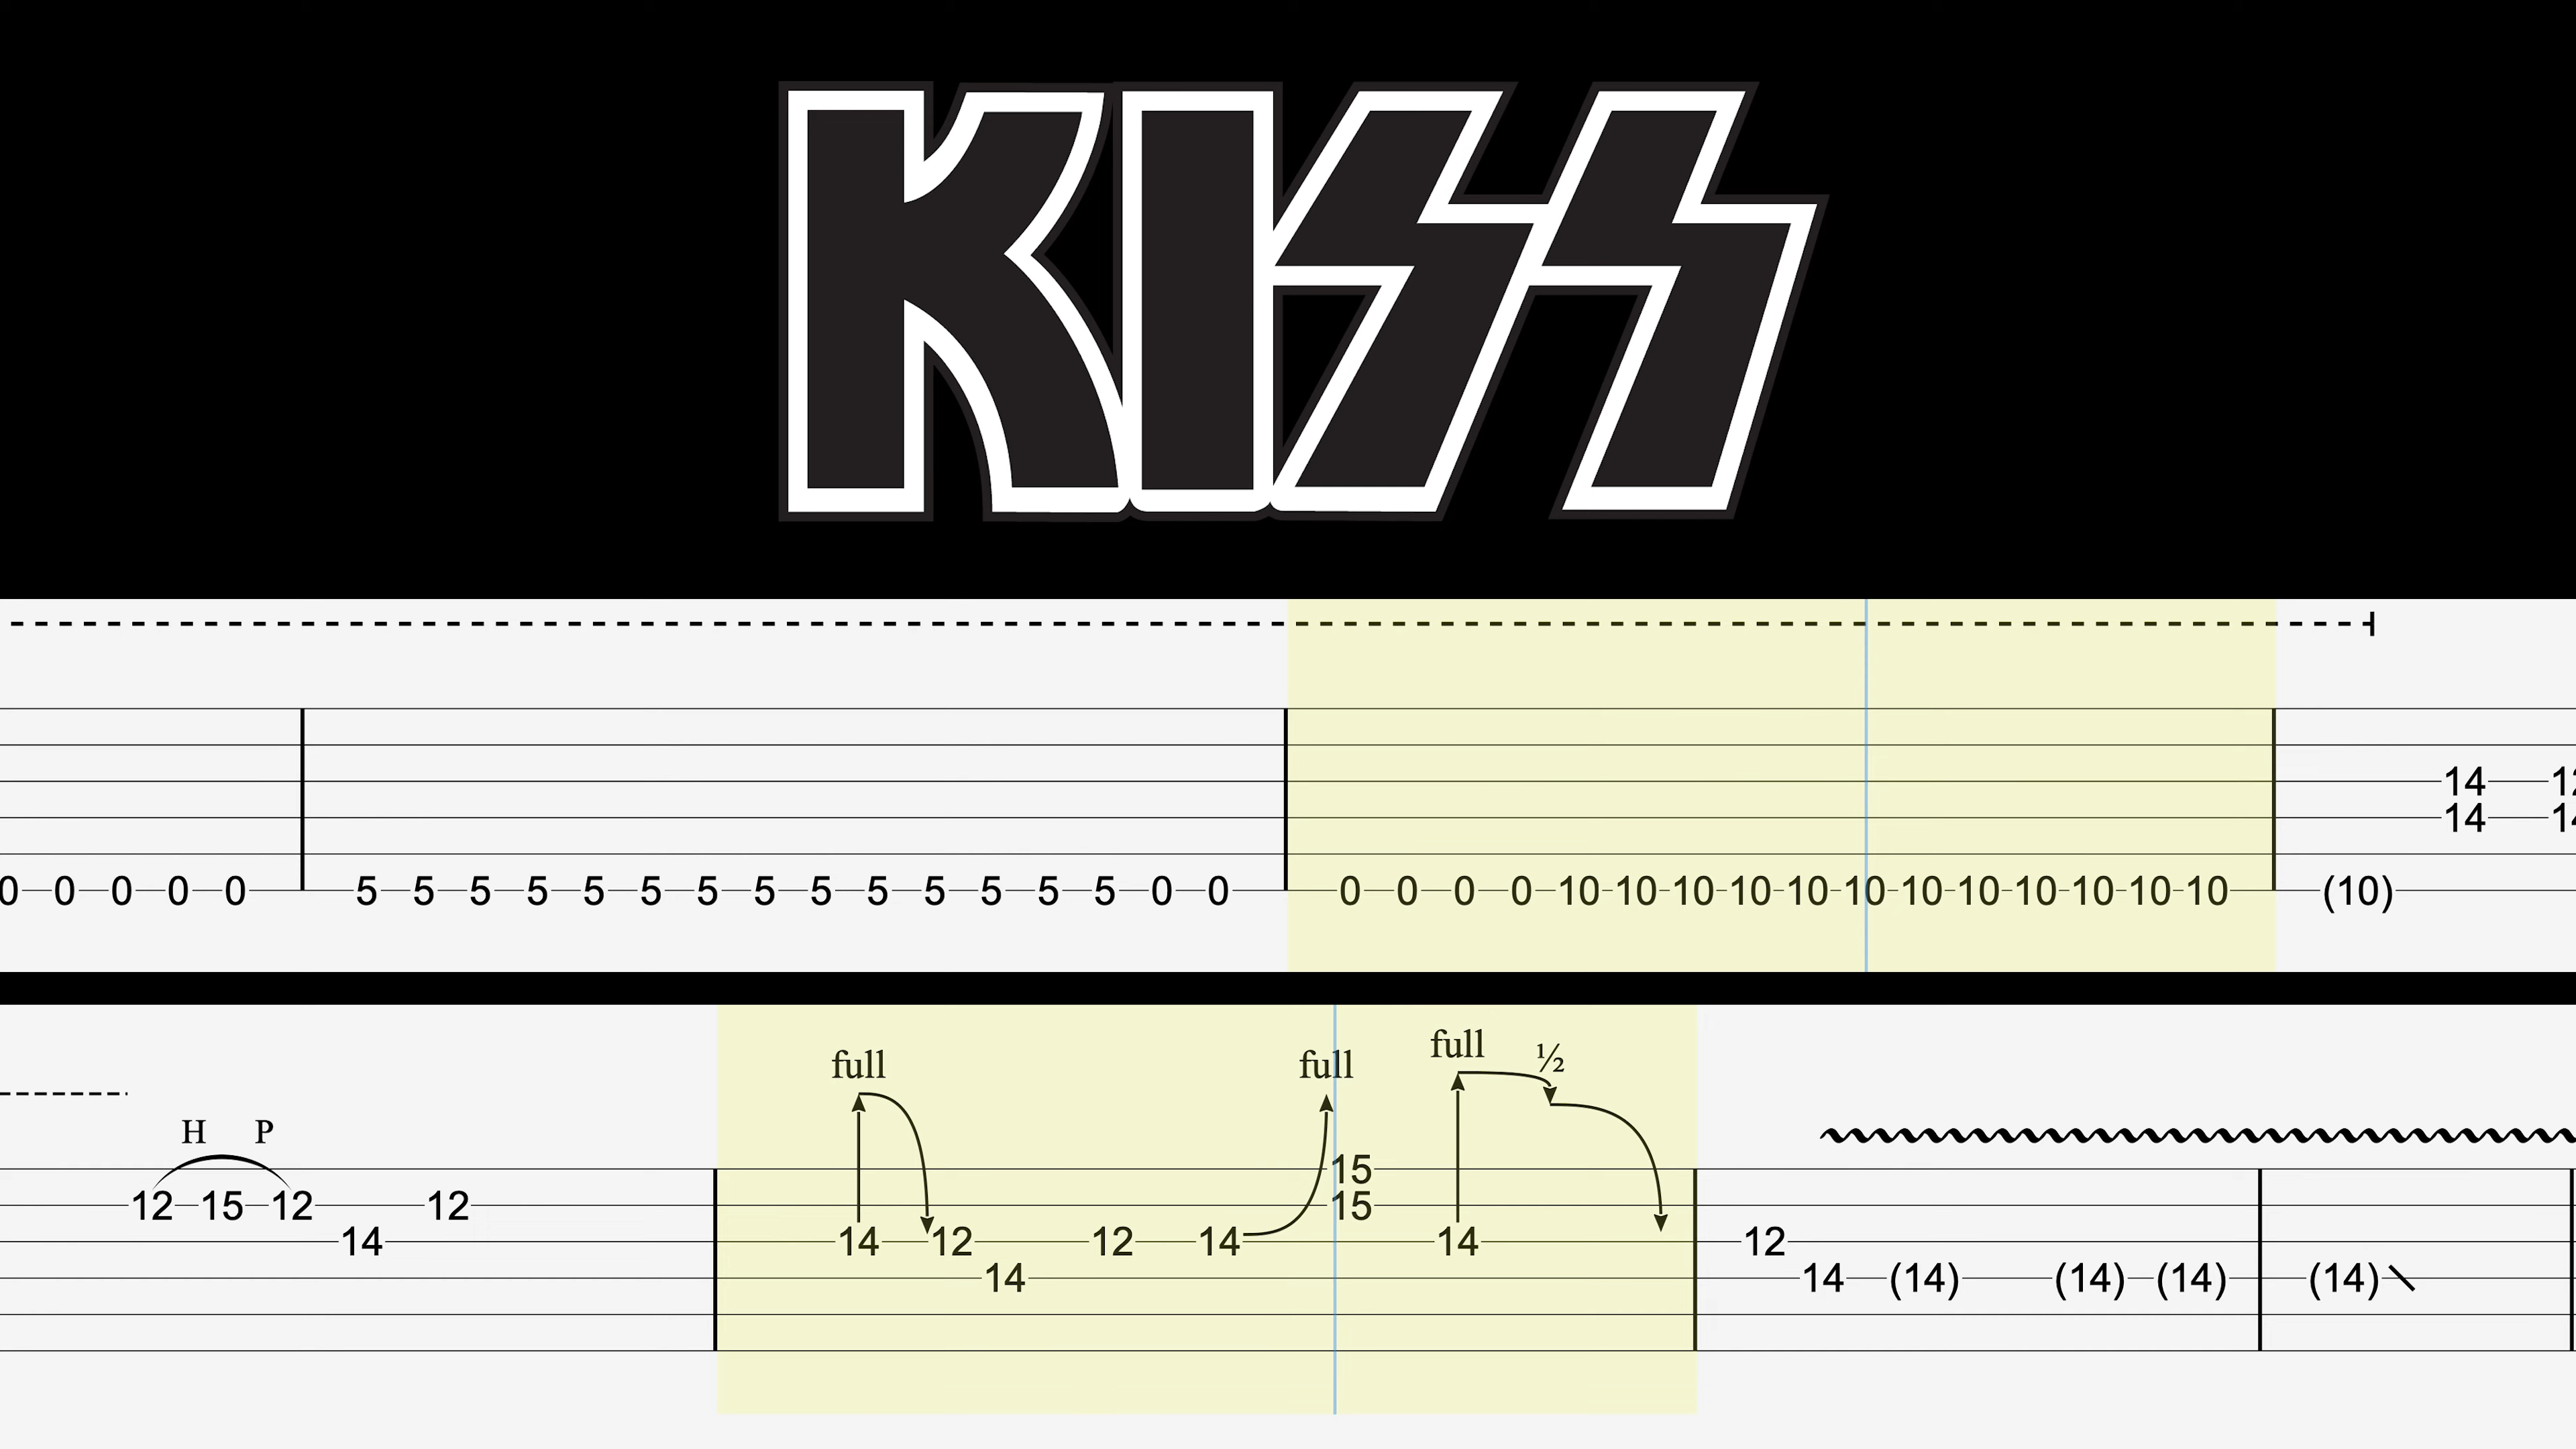 KISS
14 12
14 14
0 0 0 0 0 5 5 5 5 5 5 5 5 5 5 5 5 5 5 0 0 0 0 0 0 10 10 10 10 10 10 10 10 10 10 10 10 (10)
full ½
full full
H P
15
12 15 12 12 15
14 14 12 12 14 14 12
14 14 (14) (14) (14) (14)